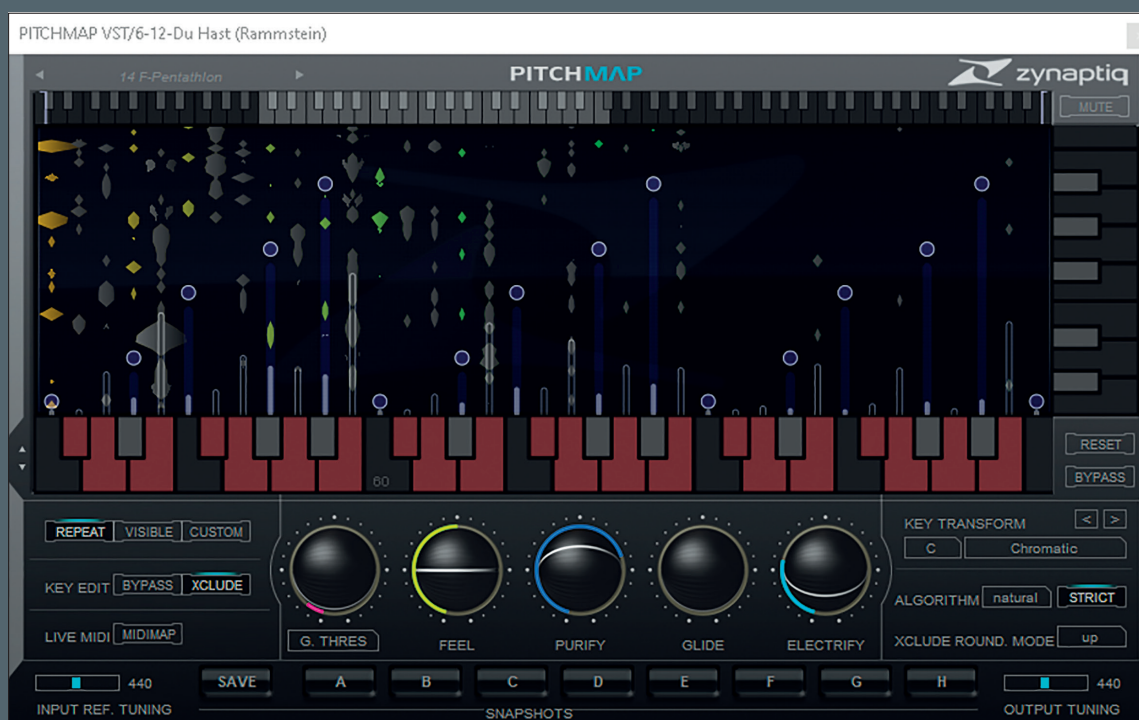 PITCHMAP VST/6-12-Du Hast (Rammstein)
14 F-Pentathlon
PITCHMAP
zynaptiq
MUTE
60
RESET
BYPASS
REPEAT VISIBLE CUSTOM
KEY EDIT BYPASS XCLUDE
LIVE MIDI MIDIMAP
G. THRES
FEEL
PURIFY
GLIDE
ELECTRIFY
KEY TRANSFORM < >
C Chromatic
ALGORITHM natural STRICT
XCLUDE ROUND. MODE up
440
INPUT REF. TUNING
SAVE A B C D E F G H
SNAPSHOTS
440
OUTPUT TUNING